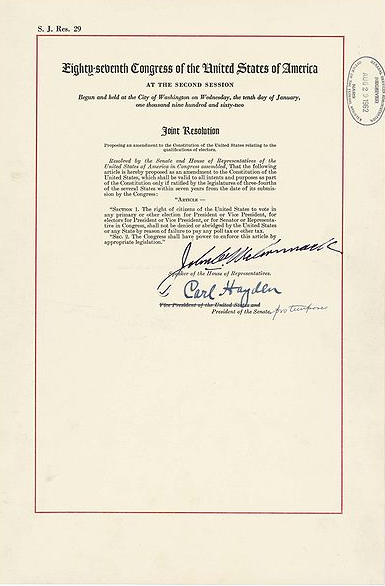 S. J. Res. 29
Eighty-seventh Congress of the United States of America
AT THE SECOND SESSION
Begun and held at the City of Washington on Wednesday, the tenth day of January,
one thousand nine hundred and sixty-two
Joint Resolution
Proposing an amendment to the Constitution of the United States relating to the
qualifications of electors.
Resolved by the Senate and House of Representatives of the
United States of America in Congress assembled, That the following
article is hereby proposed as an amendment to the Constitution of the
United States, which shall be valid to all intents and purposes as part
of the Constitution only if ratified by the legislatures of three-fourths
of the several States within seven years from the date of its submis-
sion by the Congress:
"ARTICLE —
"SECTION 1. The right of citizens of the United States to vote in
any primary or other election for President or Vice President, for
electors for President or Vice President, or for Senator or Representa-
tive in Congress, shall not be denied or abridged by the United States
or any State by reason of failure to pay any poll tax or other tax.
"SEC. 2. The Congress shall have power to enforce this article by
appropriate legislation."
John W. McCormack
Speaker of the House of Representatives.
Carl Hayden
Vice President of the United States and
President of the Senate. pro tempore
AUG 29 1962